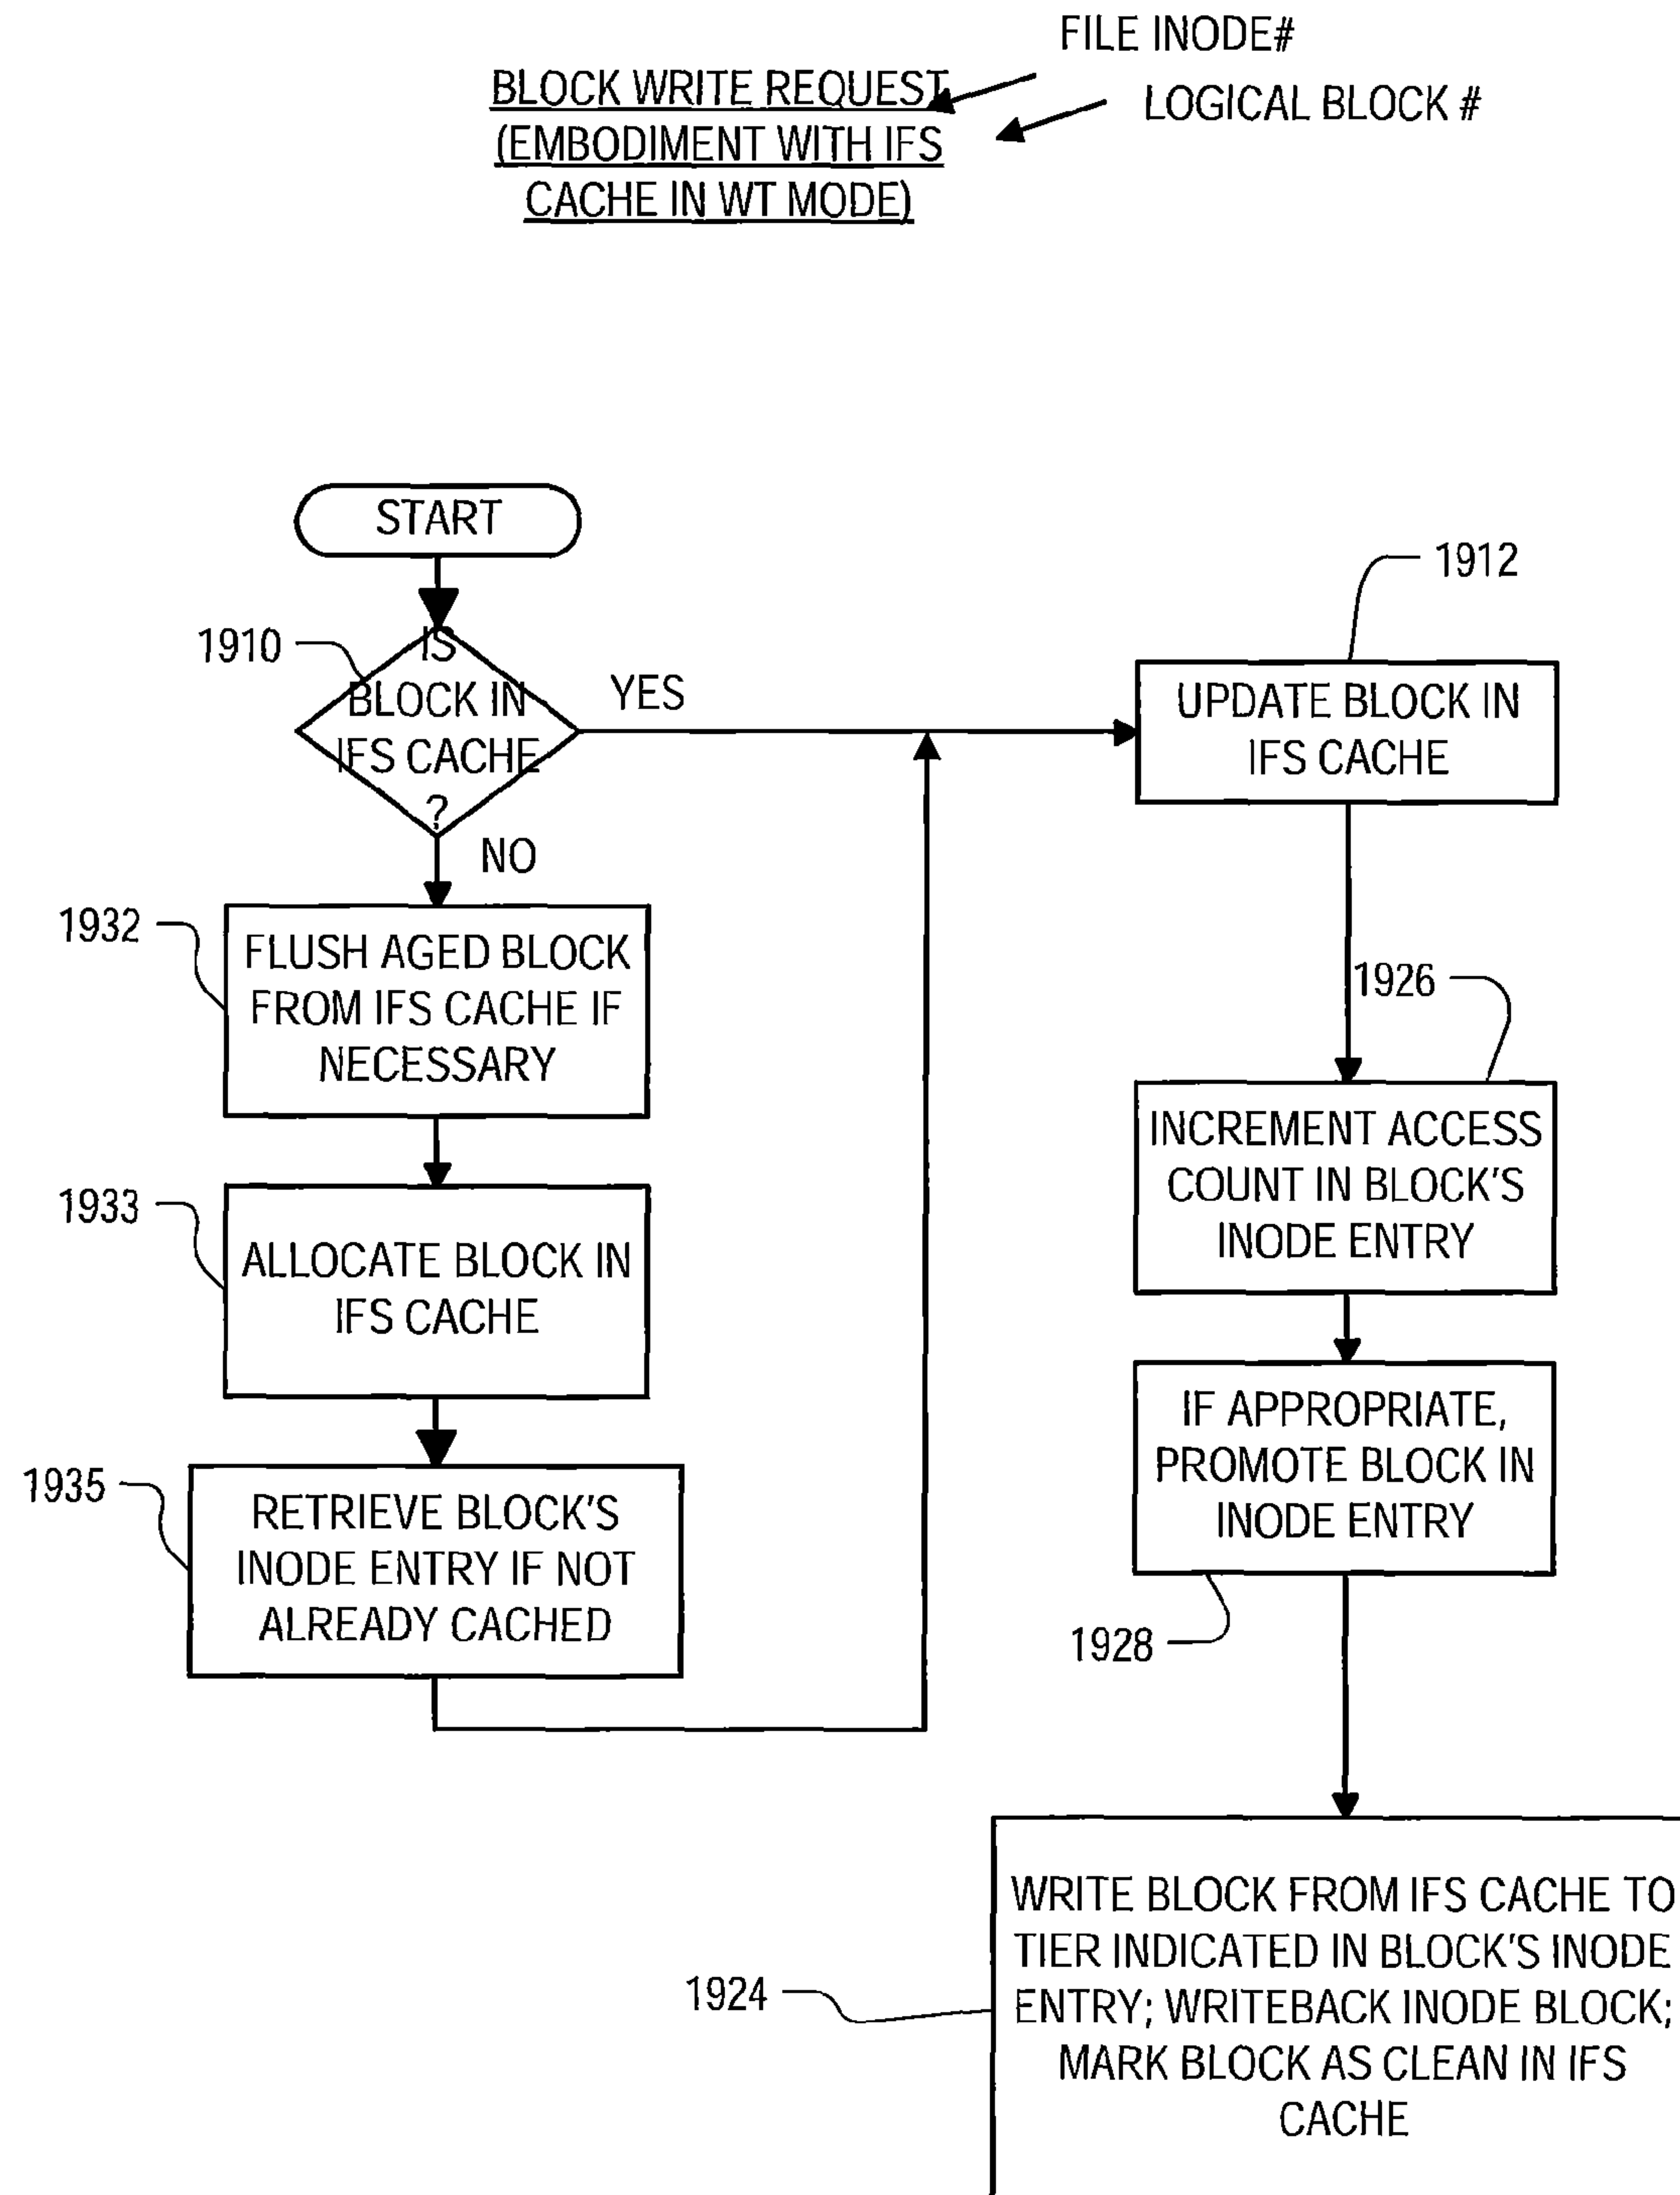 FILE INODE#
BLOCK WRITE REQUEST
LOGICAL BLOCK #
(EMBODIMENT WITH IFS
CACHE IN WT MODE)
START
1910
IS
BLOCK IN
IFS CACHE
?
YES
NO
1912
UPDATE BLOCK IN
IFS CACHE
1932
FLUSH AGED BLOCK
FROM IFS CACHE IF
NECESSARY
1926
INCREMENT ACCESS
COUNT IN BLOCK'S
INODE ENTRY
1933
ALLOCATE BLOCK IN
IFS CACHE
IF APPROPRIATE,
PROMOTE BLOCK IN
INODE ENTRY
1928
1935
RETRIEVE BLOCK'S
INODE ENTRY IF NOT
ALREADY CACHED
1924
WRITE BLOCK FROM IFS CACHE TO
TIER INDICATED IN BLOCK'S INODE
ENTRY; WRITEBACK INODE BLOCK;
MARK BLOCK AS CLEAN IN IFS
CACHE